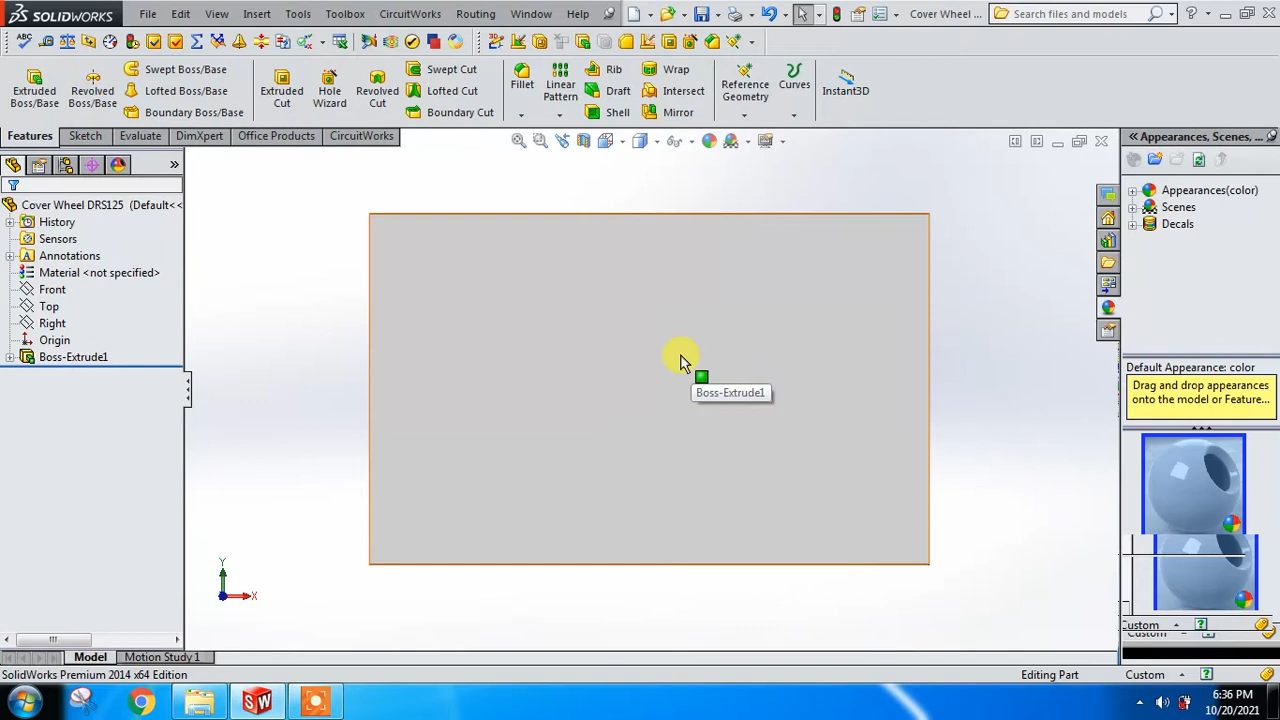 SOLIDWORKS File Edit View Insert Tools Toolbox CircuitWorks Routing Window Help Cover Wheel ... Search files and models
Extruded Boss/Base
Revolved Boss/Base
Swept Boss/Base
Lofted Boss/Base
Boundary Boss/Base
Extruded Cut
Hole Wizard
Revolved Cut
Swept Cut
Lofted Cut
Boundary Cut
Fillet
Linear Pattern
Rib
Draft
Shell
Wrap
Intersect
Mirror
Reference Geometry
Curves
Instant3D
Features Sketch Evaluate DimXpert Office Products CircuitWorks
Cover Wheel DRS125 (Default<<
History
Sensors
Annotations
Material <not specified>
Front
Top
Right
Origin
Boss-Extrude1
Boss-Extrude1
Y
X
Appearances, Scenes, ...
Appearances(color)
Scenes
Decals
Default Appearance: color
Drag and drop appearances
onto the model or Feature...
Custom
Model Motion Study 1
SolidWorks Premium 2014 x64 Edition Editing Part Custom
6:36 PM
10/20/2021